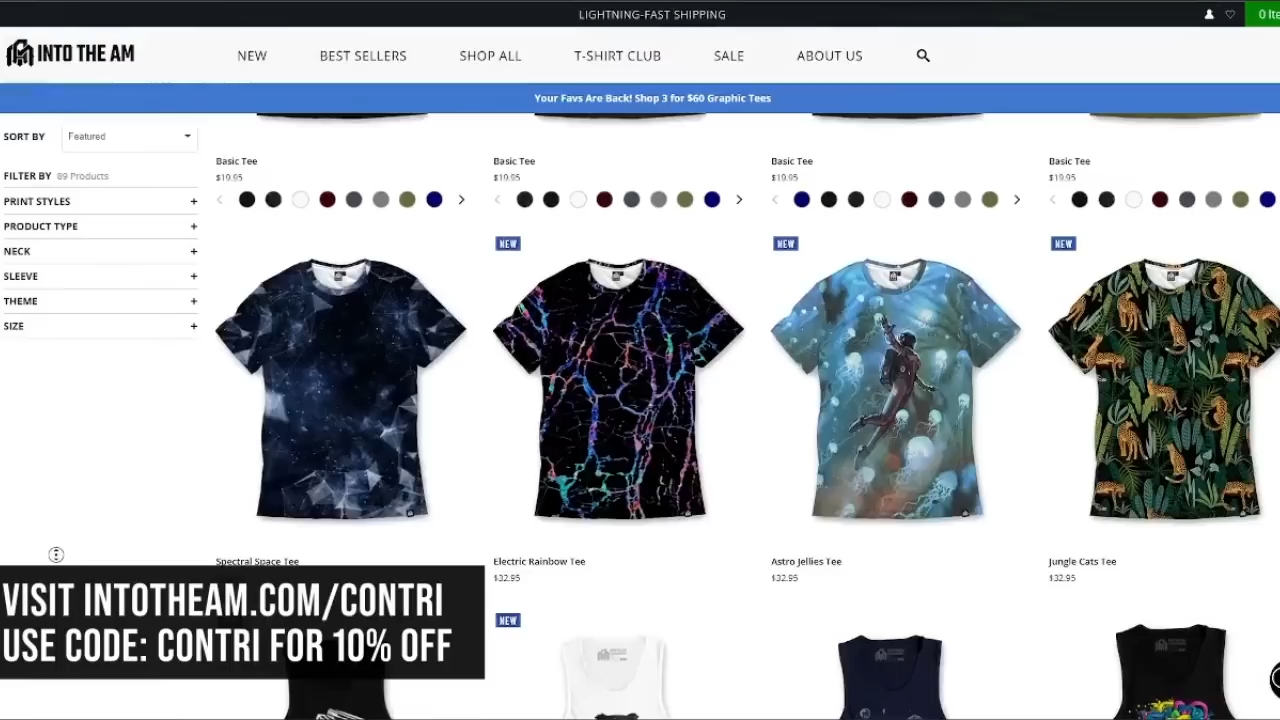 LIGHTNING-FAST SHIPPING
0 Ite
INTO THE AM
NEW
BEST SELLERS
SHOP ALL
T-SHIRT CLUB
SALE
ABOUT US
Your Favs Are Back! Shop 3 for $60 Graphic Tees
SORT BY
Featured
FILTER BY 89 Products
PRINT STYLES +
PRODUCT TYPE +
NECK +
SLEEVE +
THEME +
SIZE +
Basic Tee
$19.95
Basic Tee
$19.95
Basic Tee
$19.95
Basic Tee
$19.95
NEW
NEW
NEW
Spectral Space Tee
Electric Rainbow Tee
$32.95
Astro Jellies Tee
$32.95
Jungle Cats Tee
$32.95
NEW
VISIT INTOTHEAM.COM/CONTRI
USE CODE: CONTRI FOR 10% OFF